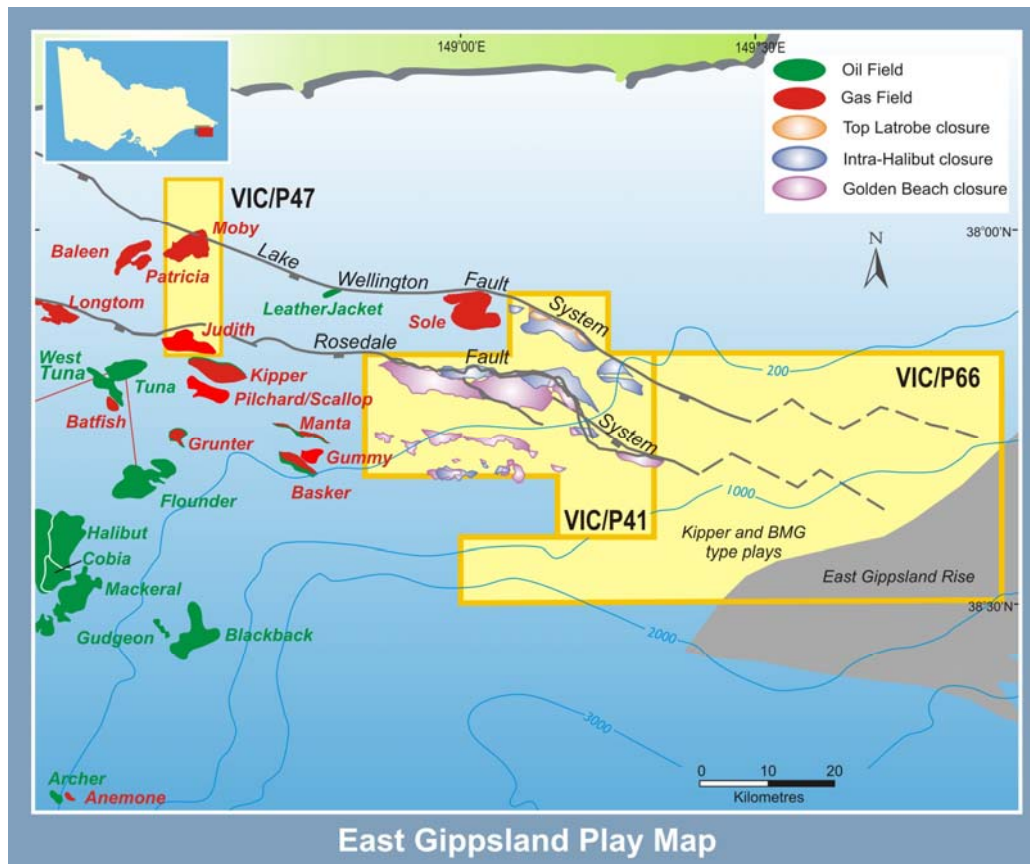 149°00'E
149°30'E
Oil Field
Gas Field
Top Latrobe closure
Intra-Halibut closure
Golden Beach closure
VIC/P47
Moby
Baleen
Patricia
Lake
Wellington
Fault
System
38°00'N
N
Longtom
LeatherJacket
Sole
Judith
Rosedale
Fault
System
200
West
Tuna
Tuna
Kipper
Pilchard/Scallop
VIC/P66
Batfish
Manta
Grunter
Gummy
Basker
Flounder
1000
VIC/P41
Kipper and BMG
type plays
Halibut
Cobia
East Gippsland Rise
Mackeral
38°30'N
Gudgeon
Blackback
2000
3000
Archer
Anemone
0 10 20
Kilometres
East Gippsland Play Map